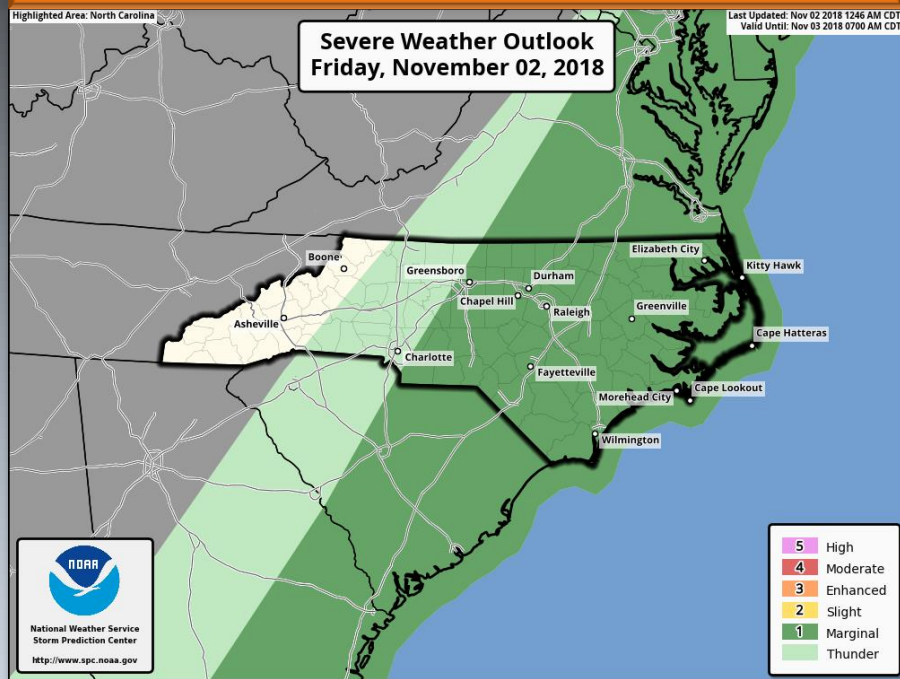 Highlighted Area: North Carolina
Severe Weather Outlook
Friday, November 02, 2018
Last Updated: Nov 02 2018 1246 AM CDT
Valid Until: Nov 03 2018 0700 AM CDT
Boone
Asheville
Greensboro
Chapel Hill
Durham
Raleigh
Charlotte
Fayetteville
Greenville
Elizabeth City
Kitty Hawk
Cape Hatteras
Cape Lookout
Morehead City
Wilmington
NOAA
National Weather Service
Storm Prediction Center
http://www.spc.noaa.gov
5 High
4 Moderate
3 Enhanced
2 Slight
1 Marginal
Thunder